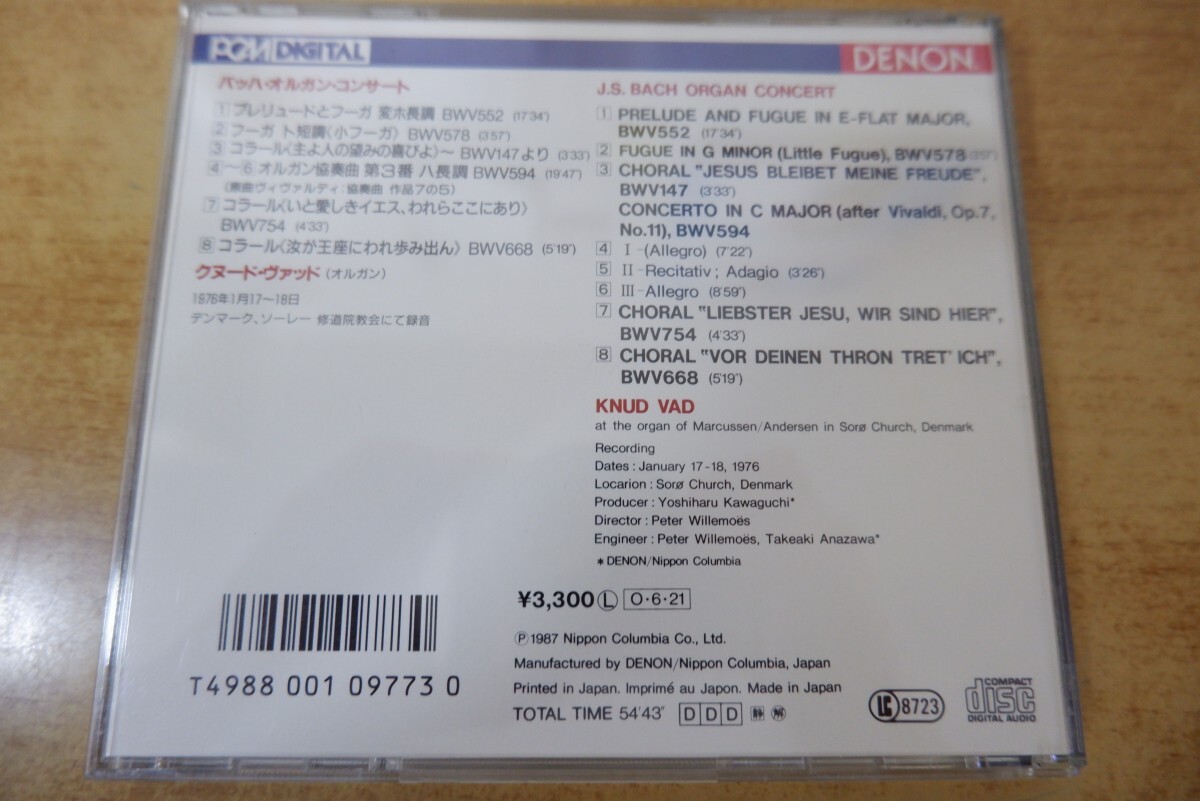 PCM DIGITAL
DENON
バッハ・オルガン・コンサート
1 プレリュードとフーガ 変ホ長調 BWV552 (17'34")
2 フーガ ト短調〈小フーガ〉 BWV578 (3'57")
3 コラール〈主よ人の望みの喜びよ〉〜 BWV147より (3'33")
4 〜6 オルガン協奏曲 第3番 ハ長調 BWV594 (19'47")
(原曲ヴィヴァルディ:協奏曲 作品7の5)
7 コラール〈いと愛しきイエス、われらここにあり〉
BWV754 (4'33")
8 コラール〈汝が王座にわれ歩み出ん〉 BWV668 (5'19")
クヌード・ヴァッド (オルガン)
1976年1月17〜18日
デンマーク、ソーレー 修道院教会にて録音
J.S. BACH ORGAN CONCERT
1 PRELUDE AND FUGUE IN E-FLAT MAJOR,
BWV552 (17'34")
2 FUGUE IN G MINOR (Little Fugue), BWV578 (3'57")
3 CHORAL "JESUS BLEIBET MEINE FREUDE",
BWV147 (3'33")
CONCERTO IN C MAJOR (after Vivaldi, Op.7,
No.11), BWV594
4 I-(Allegro) (7'22")
5 II-Recitativ; Adagio (3'26")
6 III-Allegro (8'59")
7 CHORAL "LIEBSTER JESU, WIR SIND HIER",
BWV754 (4'33")
8 CHORAL "VOR DEINEN THRON TRET' ICH",
BWV668 (5'19")
KNUD VAD
at the organ of Marcussen/Andersen in Sorø Church, Denmark
Recording
Dates : January 17-18, 1976
Locarion : Sorø Church, Denmark
Producer : Yoshiharu Kawaguchi*
Director : Peter Willemoës
Engineer : Peter Willemoës, Takeaki Anazawa*
* DENON/Nippon Columbia
¥3,300 Ⓛ O・6・21
Ⓟ 1987 Nippon Columbia Co., Ltd.
Manufactured by DENON/Nippon Columbia, Japan
Printed in Japan. Imprimé au Japon. Made in Japan
TOTAL TIME 54'43" D D D
T4988 001 09773 0
LC 8723
COMPACT
disc
DIGITAL AUDIO